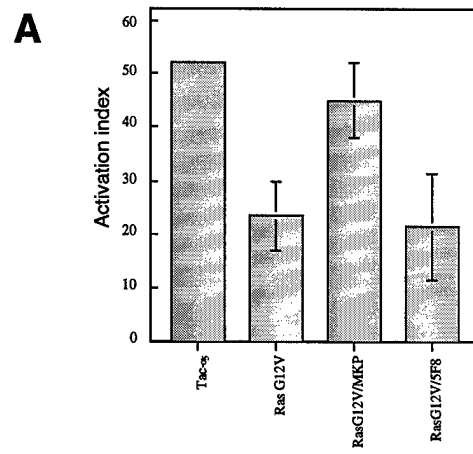 A
Activation index
60
50
40
30
20
10
0
Tac-α5
Ras G12V
RasG12V/MKP
RasG12V/5F8